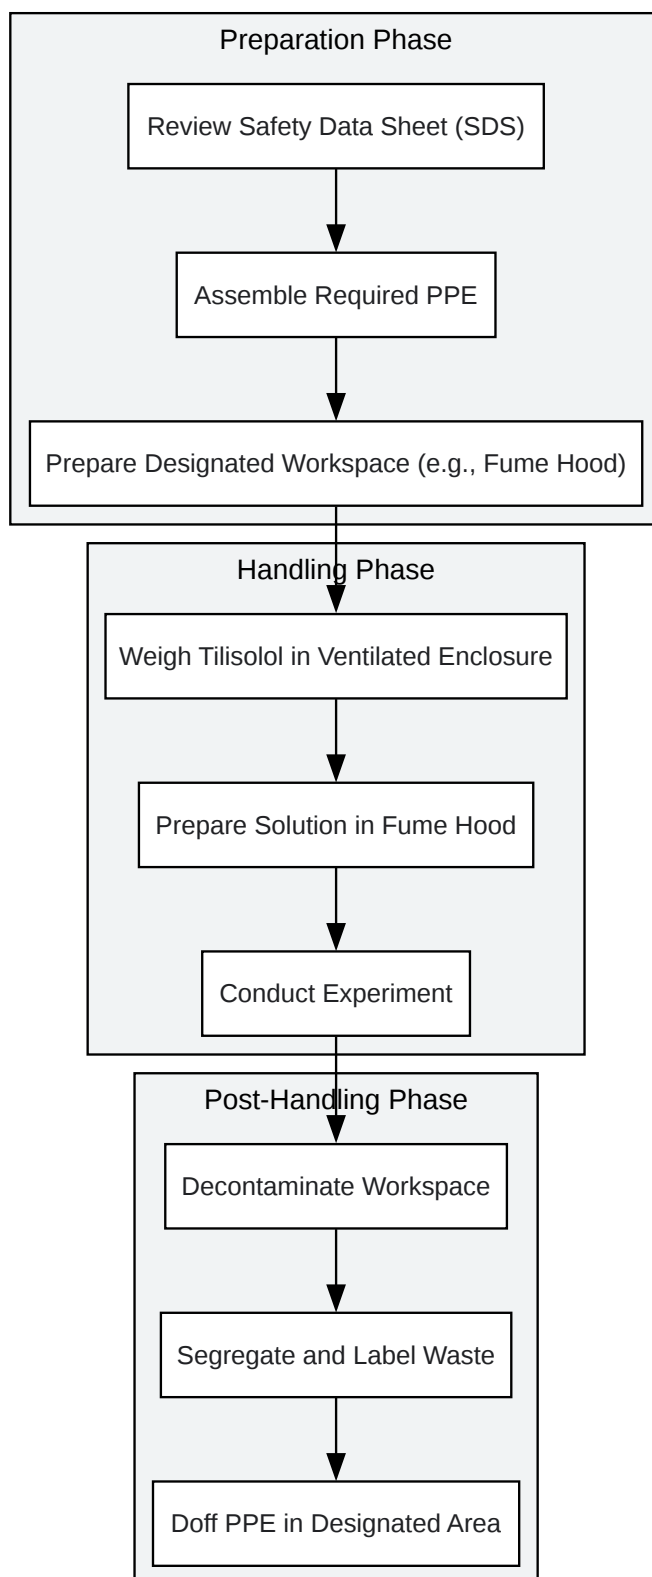 Preparation Phase
Review Safety Data Sheet (SDS)
Assemble Required PPE
Prepare Designated Workspace (e.g., Fume Hood)
Handling Phase
Weigh Tilisolol in Ventilated Enclosure
Prepare Solution in Fume Hood
Conduct Experiment
Post-Handling Phase
Decontaminate Workspace
Segregate and Label Waste
Doff PPE in Designated Area